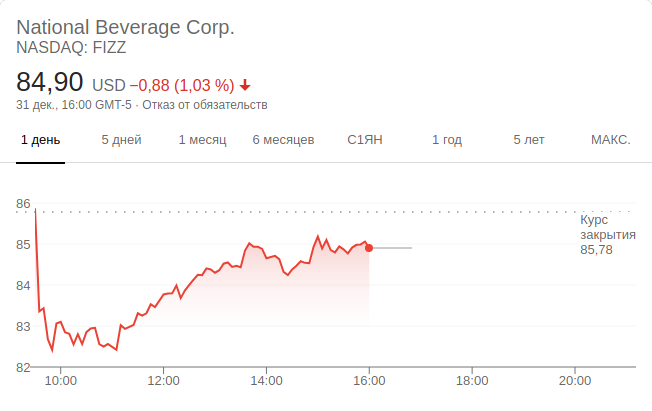 National Beverage Corp.
NASDAQ: FIZZ
84,90 USD −0,88 (1,03 %)
31 дек., 16:00 GMT-5 · Отказ от обязательств
1 день 5 дней 1 месяц 6 месяцев С1ЯН 1 год 5 лет МАКС.
86
Курс
закрытия
85,78
85
84
83
82
10:00 12:00 14:00 16:00 18:00 20:00